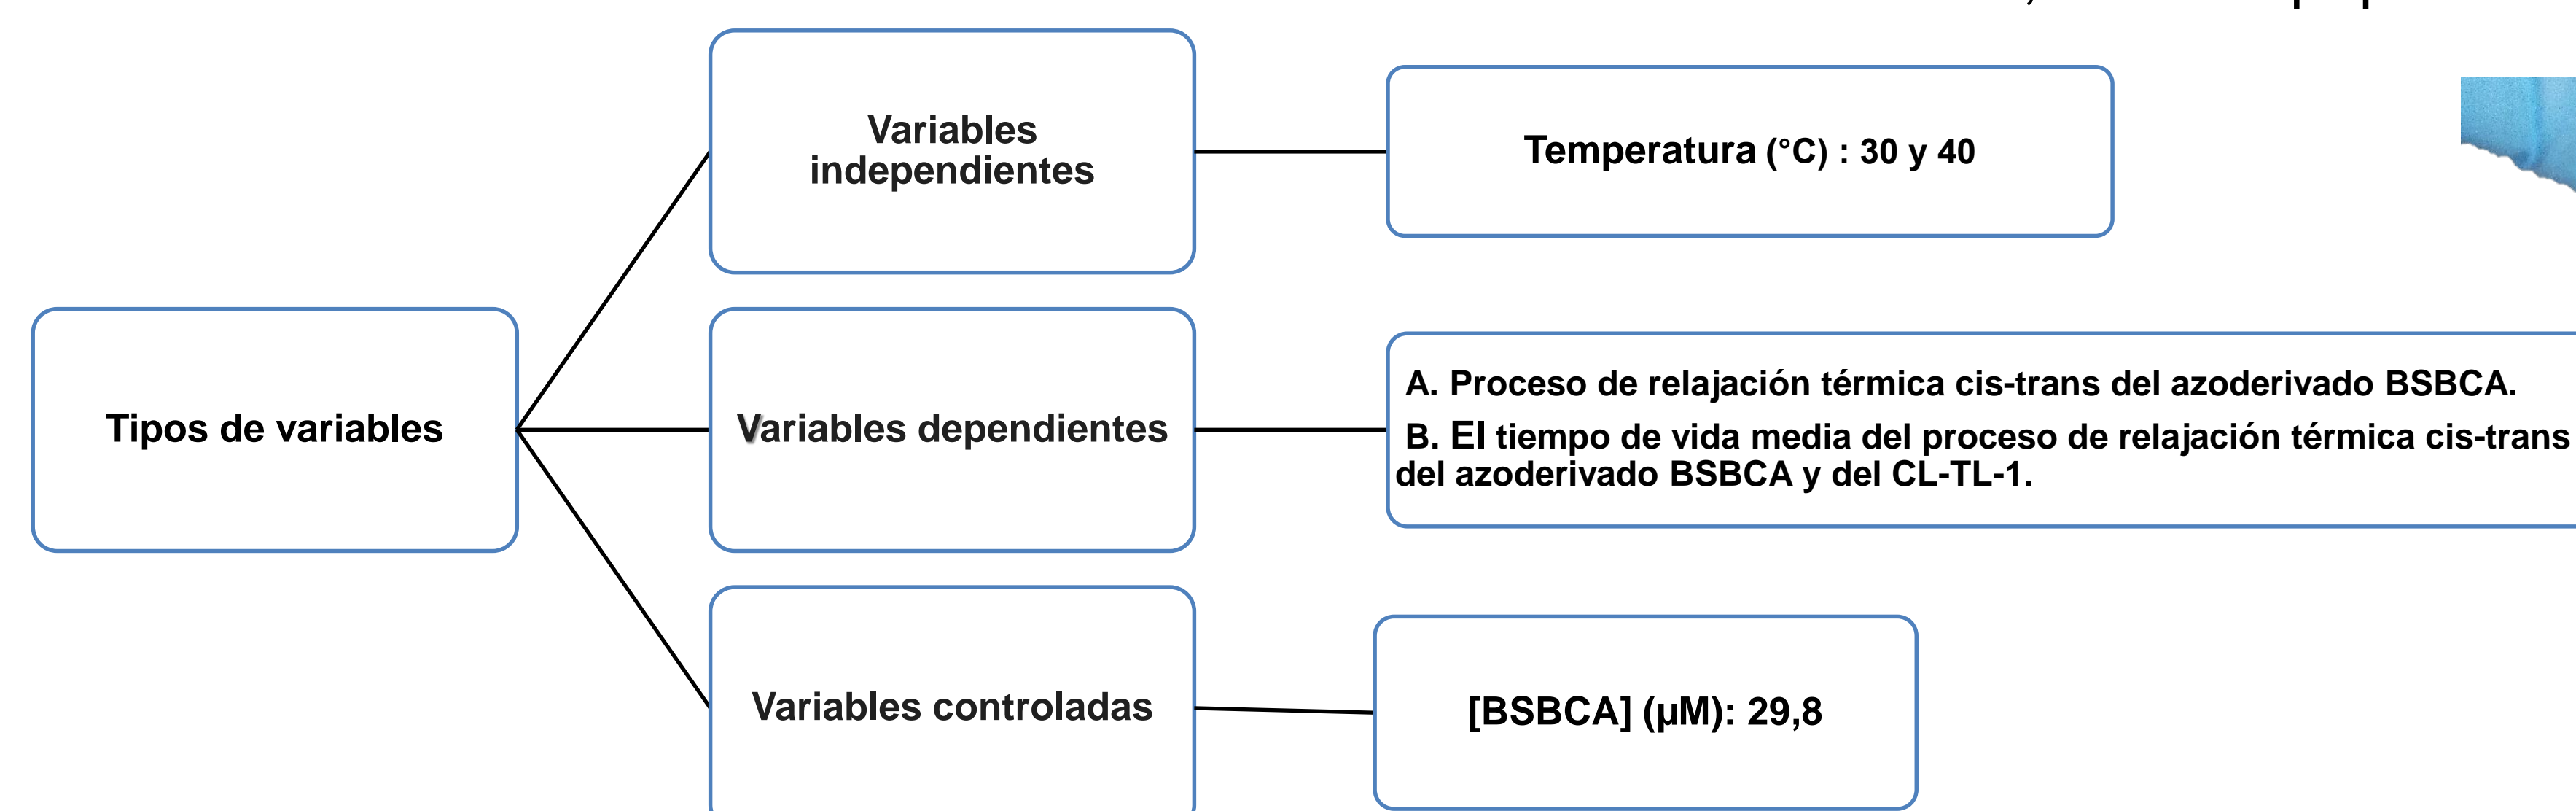 Variables
independientes
Temperatura (°C) : 30 y 40
Tipos de variables
Variables dependientes
A. Proceso de relajación térmica cis-trans del azoderivado BSBCA.
B. El tiempo de vida media del proceso de relajación térmica cis-trans
del azoderivado BSBCA y del CL-TL-1.
Variables controladas
[BSBCA] (µM): 29,8